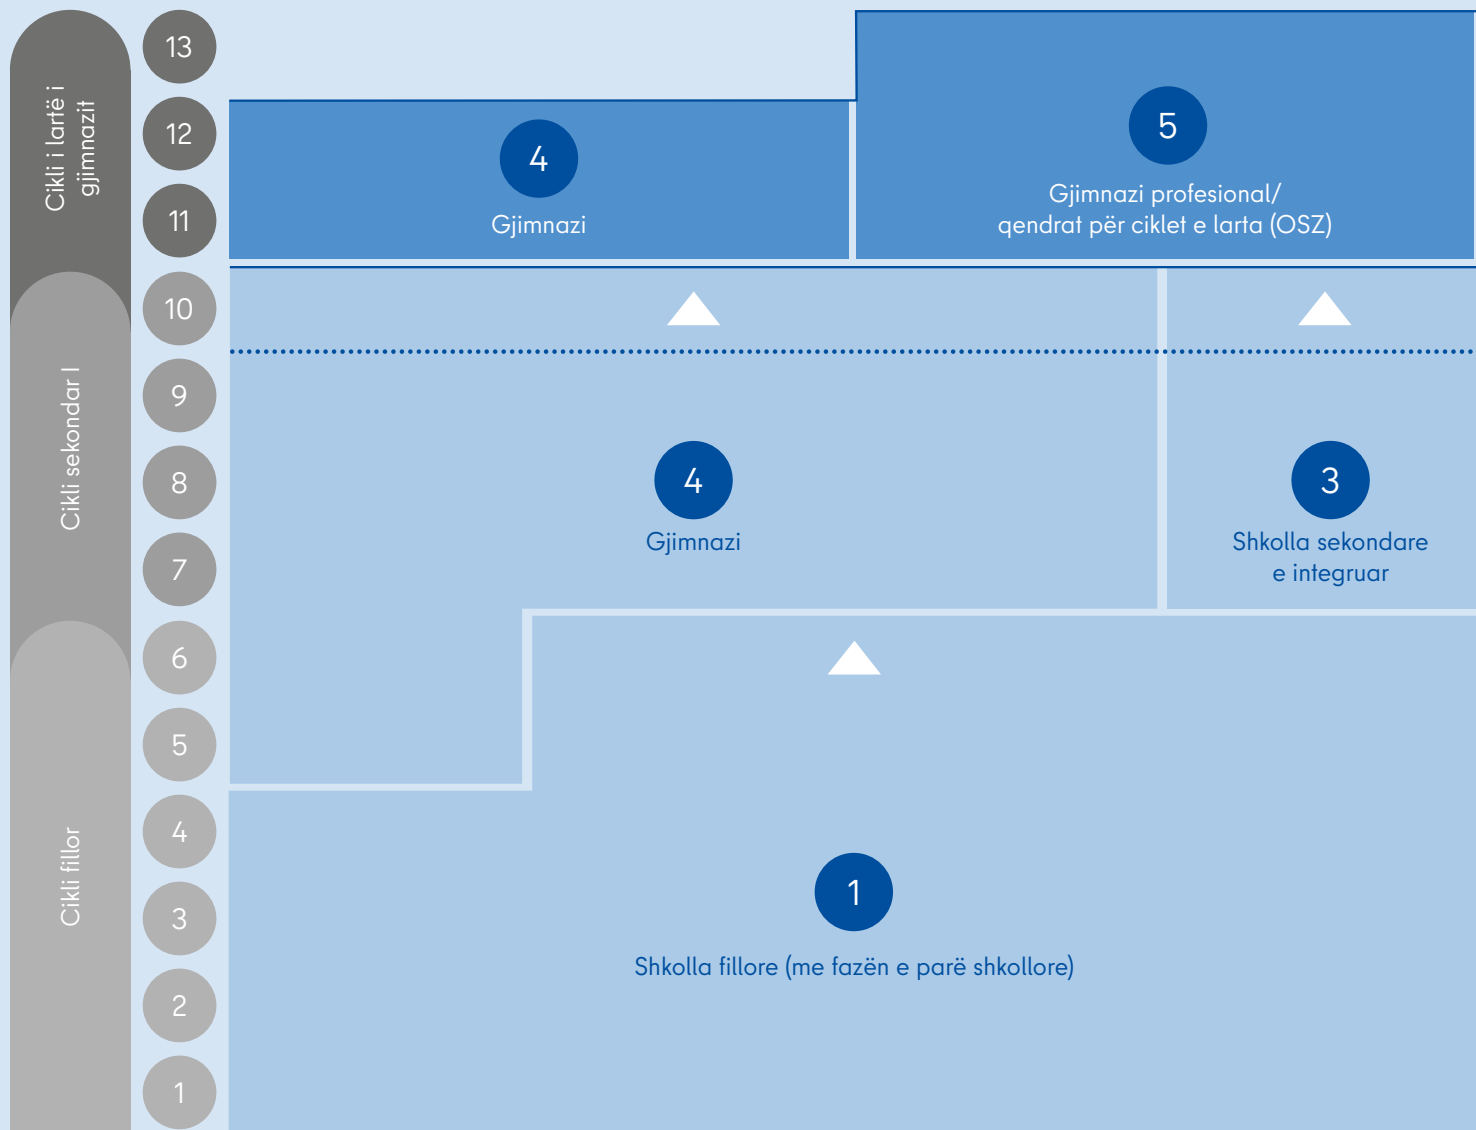 Cikli i lartë i
gjimnazit
Cikli sekondar I
Cikli fillor
13
12
11
10
9
8
7
6
5
4
3
2
1
4
Gjimnazi
5
Gjimnazi profesional/
qendrat për ciklet e larta (OSZ)
4
Gjimnazi
3
Shkolla sekondare
e integruar
1
Shkolla fillore (me fazën e parë shkollore)